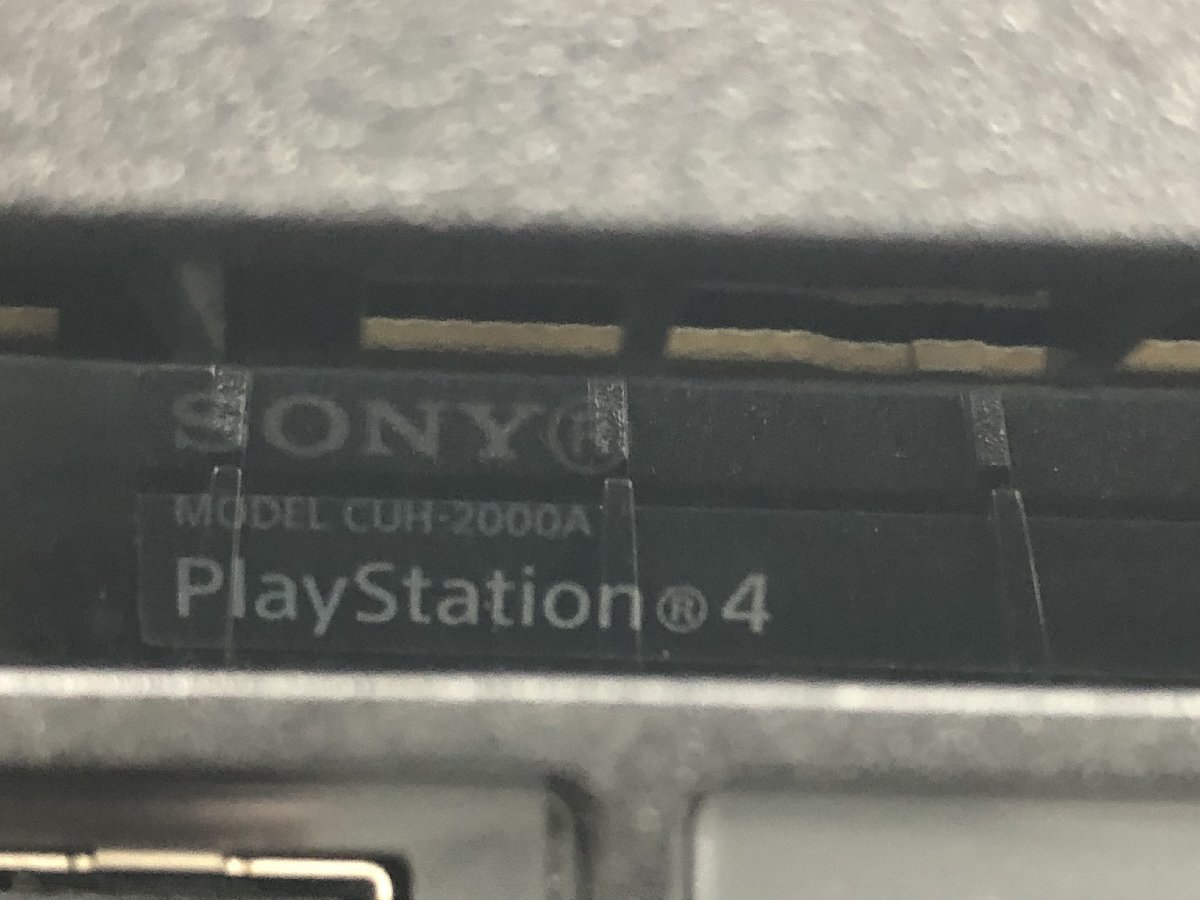 SONY®
MODEL CUH-2000A
PlayStation®4